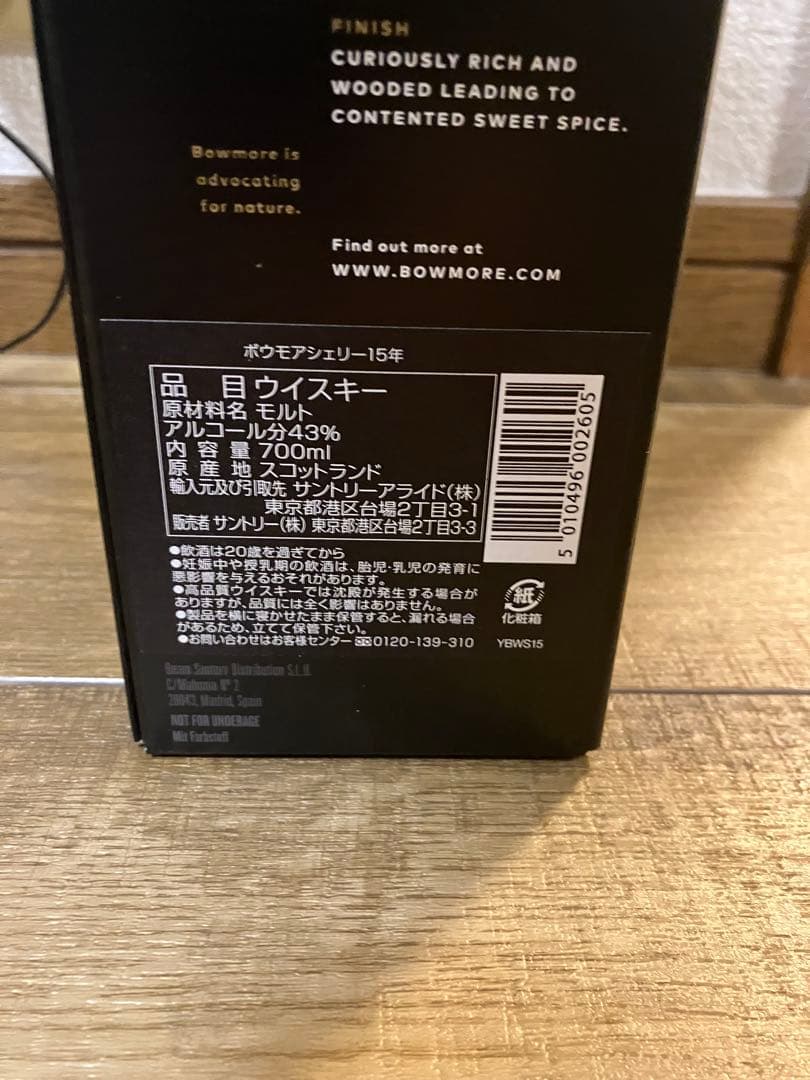 FINISH
CURIOUSLY RICH AND
WOODED LEADING TO
CONTENTED SWEET SPICE.
Bowmore is
advocating
for nature.
Find out more at
WWW.BOWMORE.COM
ボウモアシェリー15年
品 目 ウイスキー
原材料名 モルト
アルコール分43%
内 容 量 700ml
原 産 地 スコットランド
輸入元及び引取先 サントリーアライド(株)
東京都港区台場2丁目3-1
販売者 サントリー(株) 東京都港区台場2丁目3-3
5 010496 002605
●飲酒は20歳を過ぎてから
●妊娠中や授乳期の飲酒は、胎児・乳児の発育に
悪影響を与えるおそれがあります。
●高品質ウイスキーでは沈殿が発生する場合が
ありますが、品質には全く影響はありません。
●製品を横に寝かせたまま保管すると、漏れる場合
があるため、立てて保管下さい。
●お問い合わせはお客様センター 0120-139-310
紙
化粧箱
YBWS15
Beam Suntory Distribution S.L.U.
C/Mahonia Nº 2
28043, Madrid, Spain
NOT FOR UNDERAGE
Mit Farbstoff